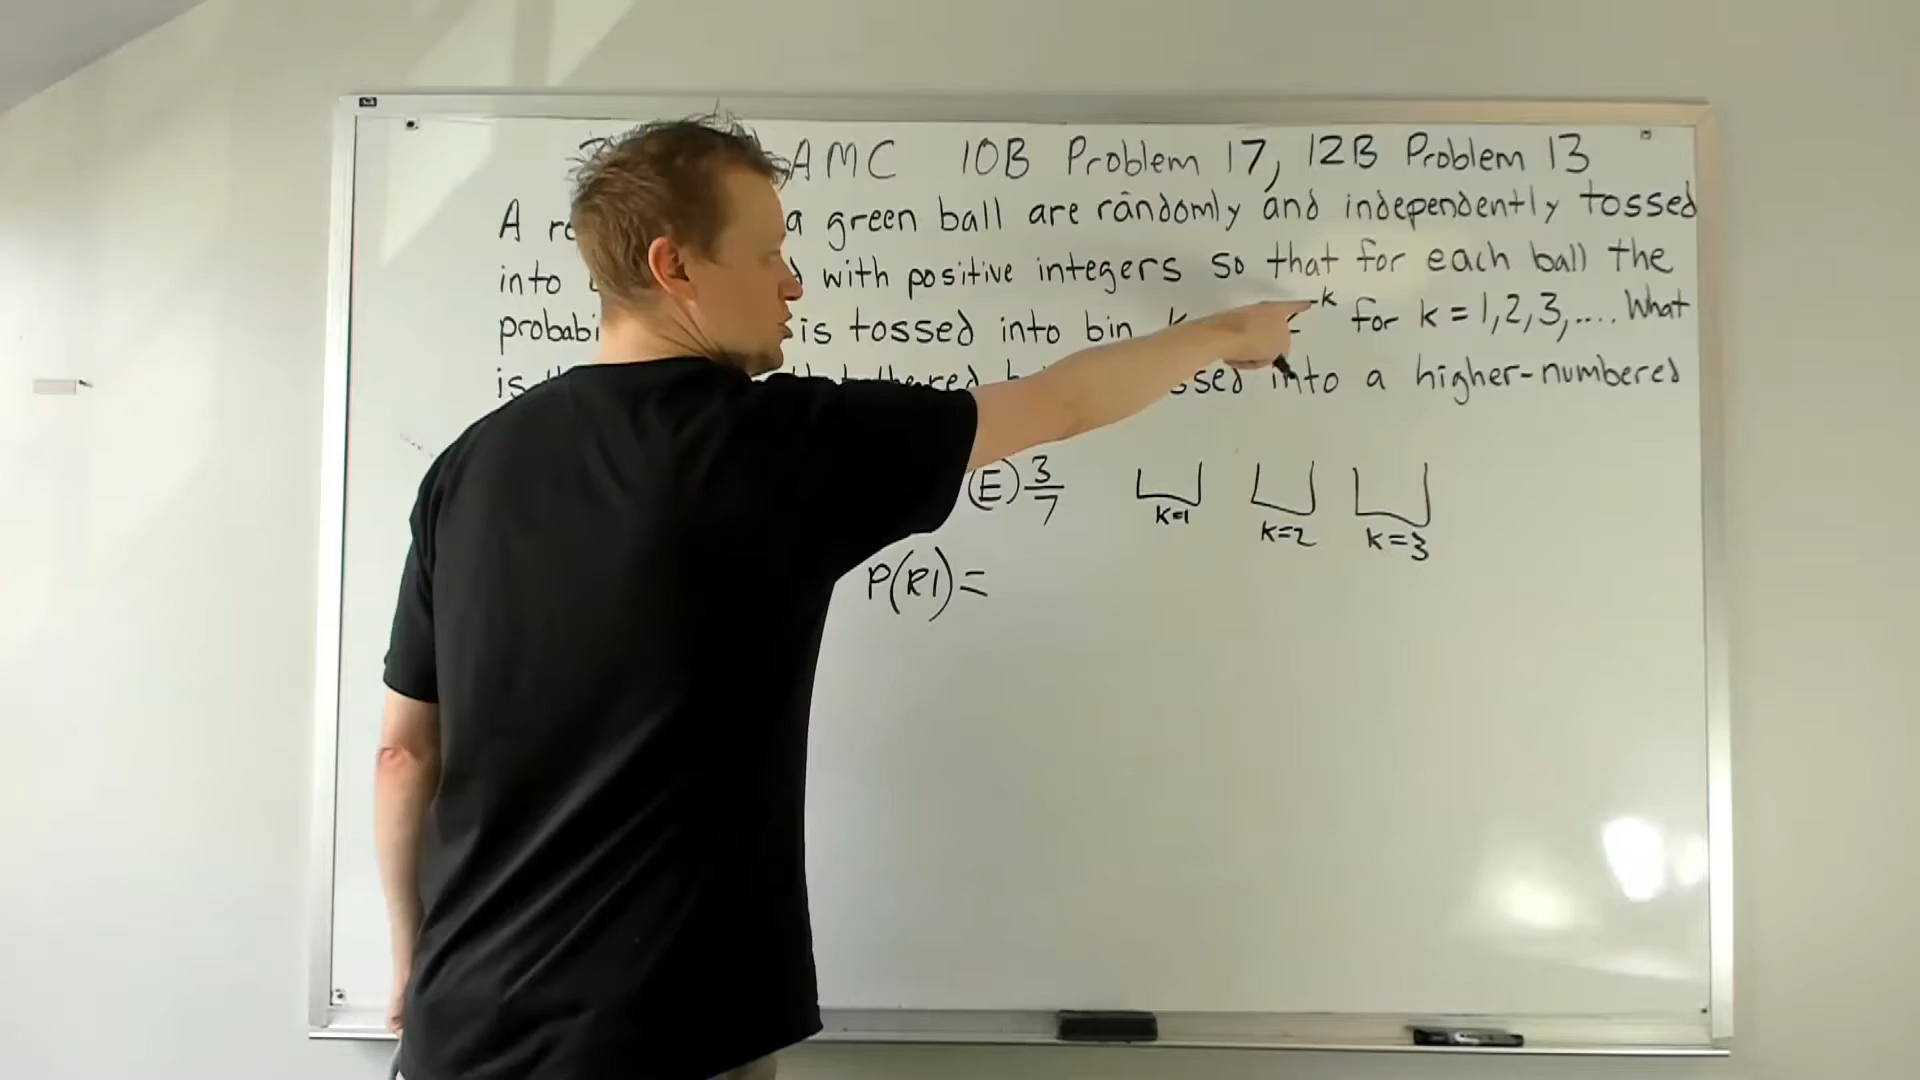 AMC 10B Problem 17, 12B Problem 13
A a green ball are randomly and independently tossed
into with positive integers so that for each ball the
is tossed into bin k -k for k = 1,2,3,.... What
into a higher-numbered
(E) 3/7
k=1 k=2 k=3
P(R1)=